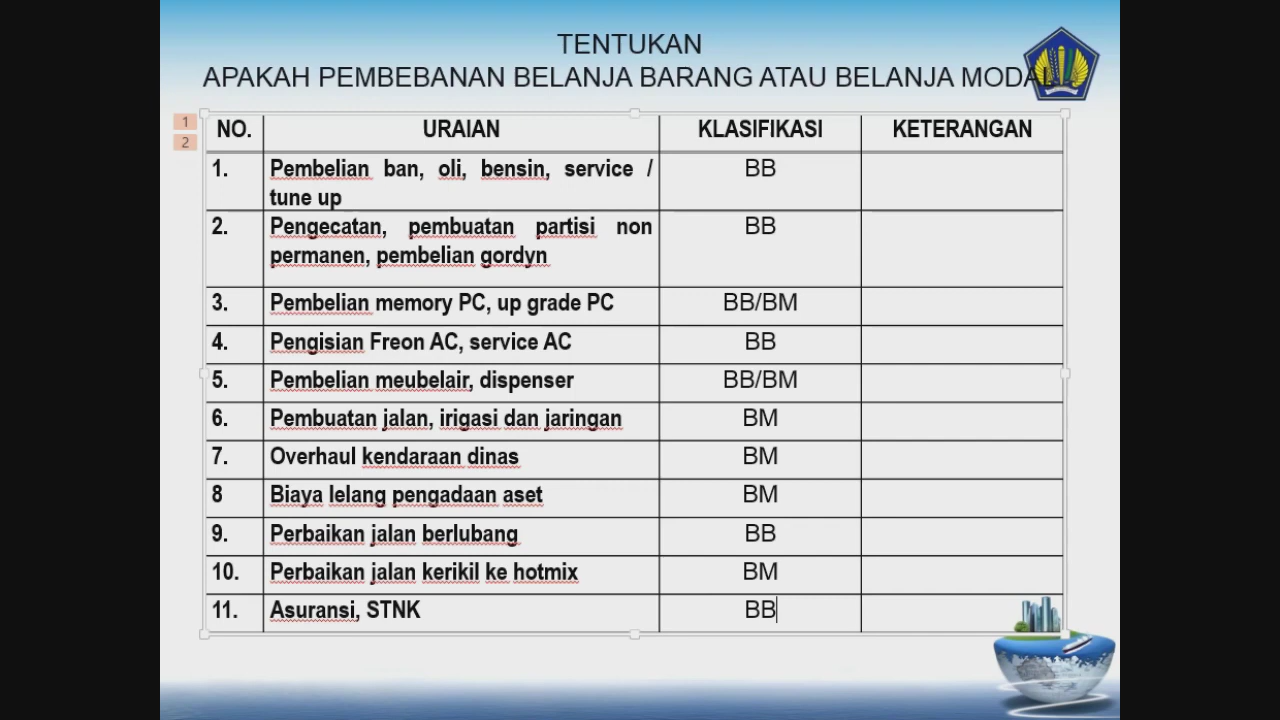 TENTUKAN
APAKAH PEMBEBANAN BELANJA BARANG ATAU BELANJA MODAL
1
2
NO. URAIAN KLASIFIKASI KETERANGAN
1. Pembelian ban, oli, bensin, service / BB
tune up
2. Pengecatan, pembuatan partisi non BB
permanen, pembelian gordyn
3. Pembelian memory PC, up grade PC BB/BM
4. Pengisian Freon AC, service AC BB
5. Pembelian meubelair, dispenser BB/BM
6. Pembuatan jalan, irigasi dan jaringan BM
7. Overhaul kendaraan dinas BM
8 Biaya lelang pengadaan aset BM
9. Perbaikan jalan berlubang BB
10. Perbaikan jalan kerikil ke hotmix BM
11. Asuransi, STNK BB